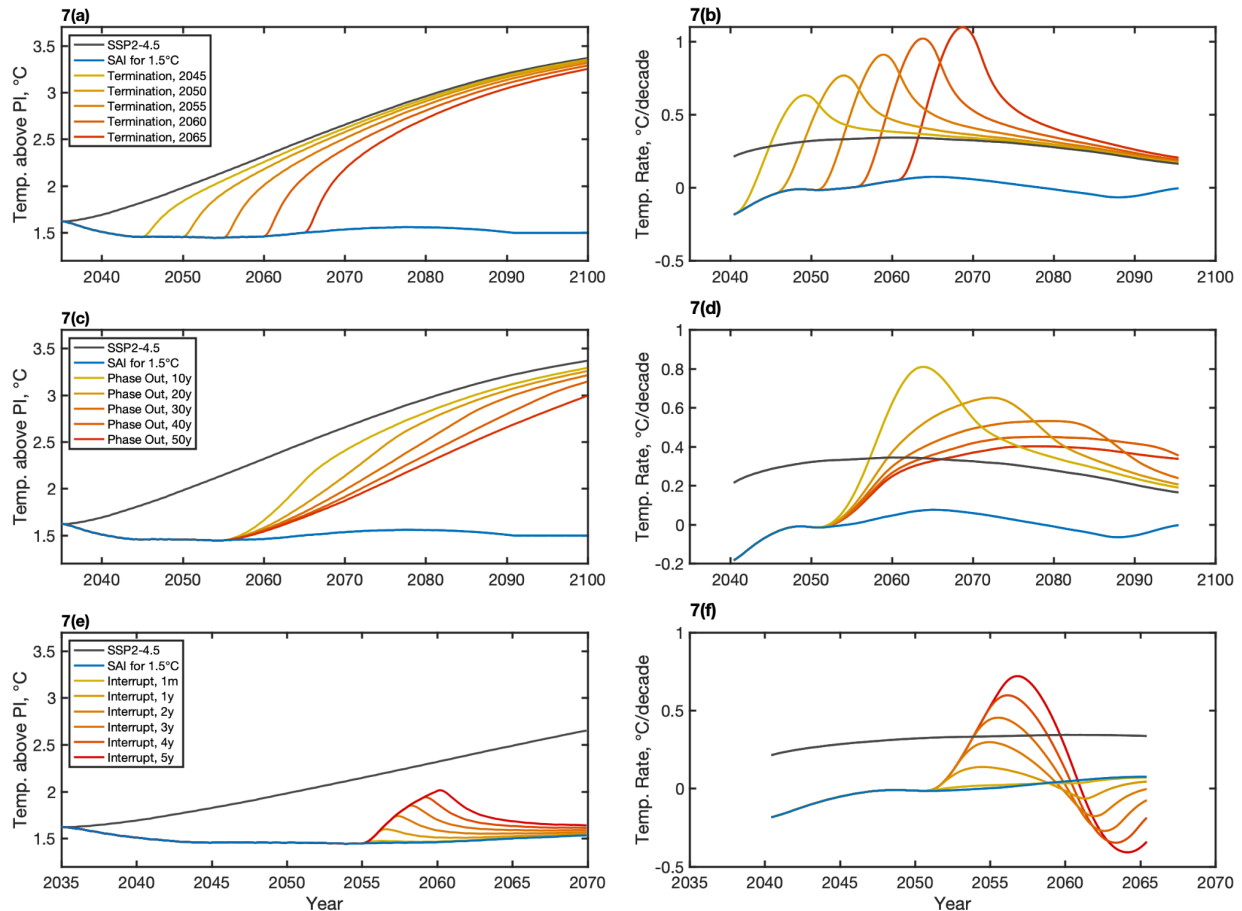 7(a)
Temp. above PI, °C
3.5
3
2.5
2
1.5
SSP2-4.5
SAI for 1.5°C
Termination, 2045
Termination, 2050
Termination, 2055
Termination, 2060
Termination, 2065
2040 2050 2060 2070 2080 2090 2100
7(b)
Temp. Rate, °C/decade
1
0.5
0
-0.5
2030 2040 2050 2060 2070 2080 2090 2100
7(c)
Temp. above PI, °C
3.5
3
2.5
2
1.5
SSP2-4.5
SAI for 1.5°C
Phase Out, 10y
Phase Out, 20y
Phase Out, 30y
Phase Out, 40y
Phase Out, 50y
2040 2050 2060 2070 2080 2090 2100
7(d)
Temp. Rate, °C/decade
1
0.8
0.6
0.4
0.2
0
-0.2
2040 2050 2060 2070 2080 2090 2100
7(e)
Temp. above PI, °C
3.5
3
2.5
2
1.5
SSP2-4.5
SAI for 1.5°C
Interrupt, 1m
Interrupt, 1y
Interrupt, 2y
Interrupt, 3y
Interrupt, 4y
Interrupt, 5y
2035 2040 2045 2050 2055 2060 2065 2070
Year
7(f)
Temp. Rate, °C/decade
1
0.5
0
-0.5
2035 2040 2045 2050 2055 2060 2065 2070
Year